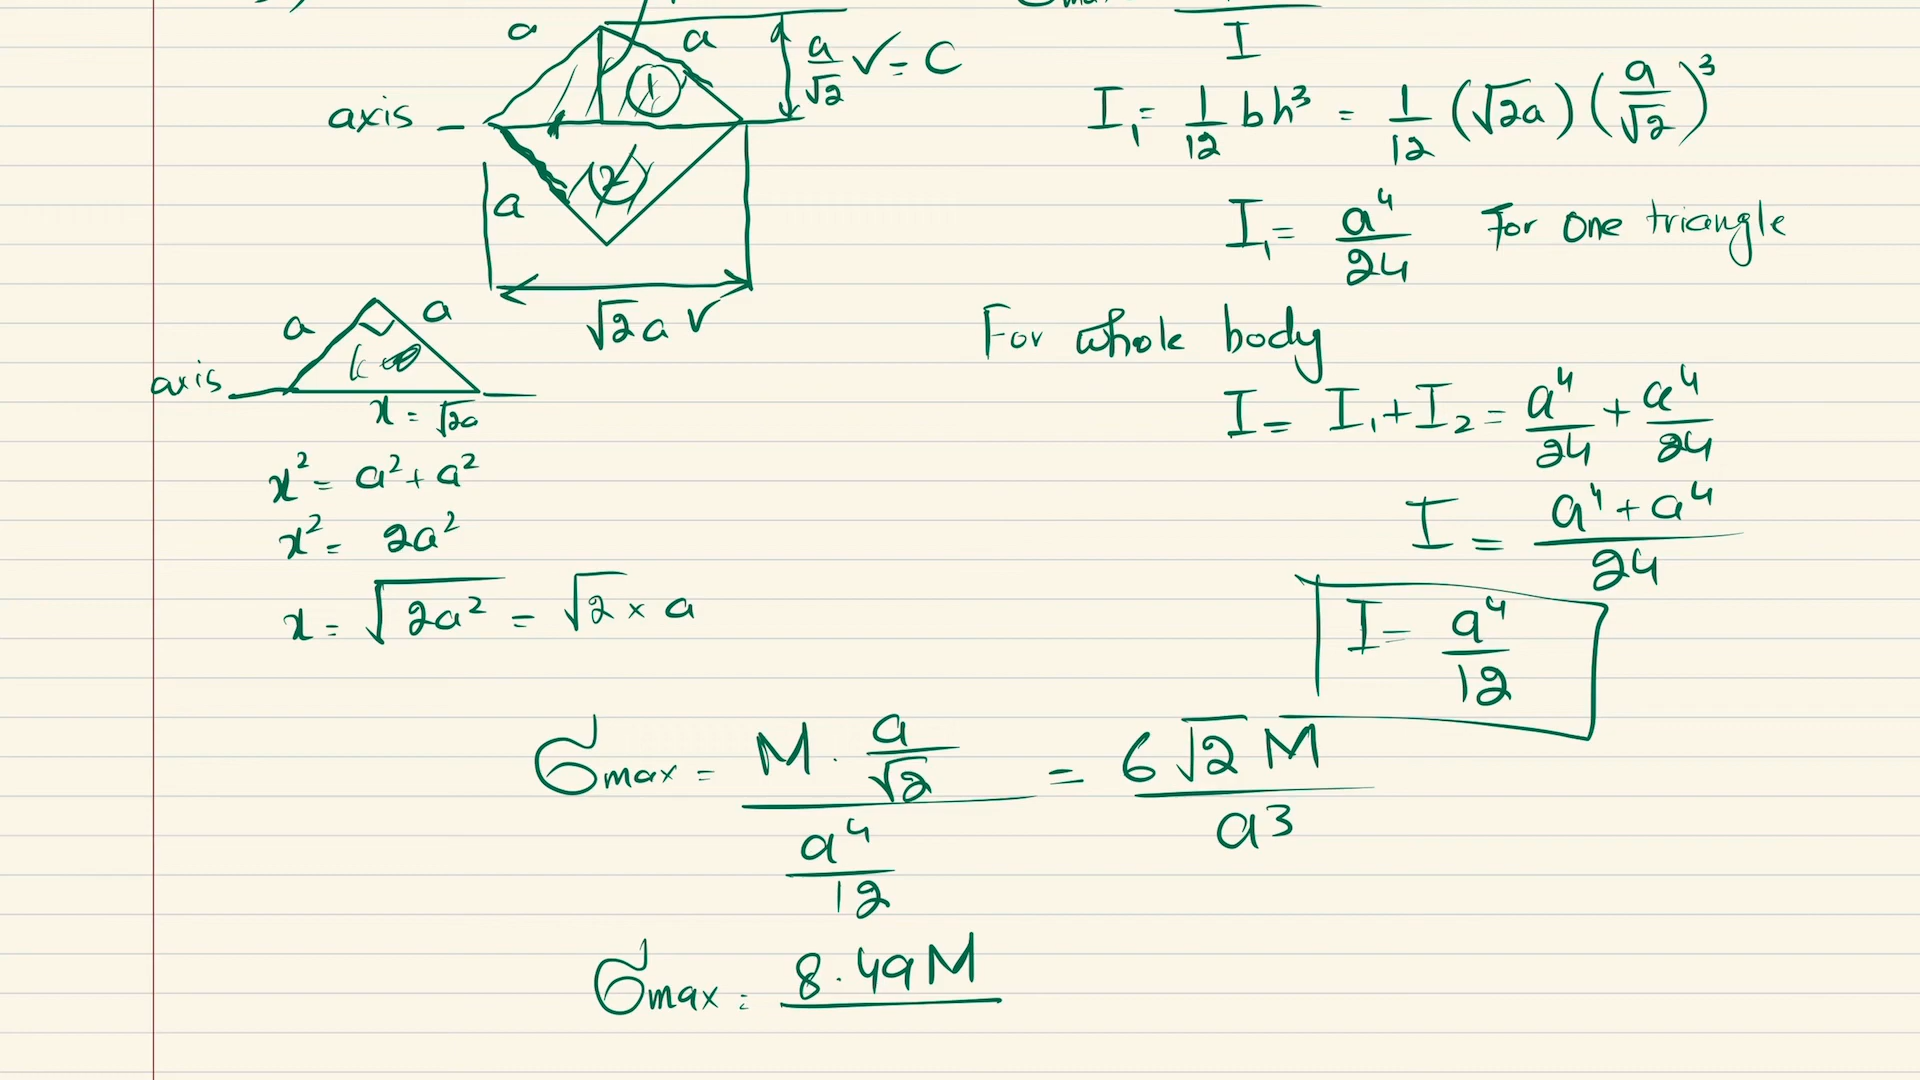 a
a
a/√2 √ = C
axis
①
②
a
√2 a √
a
a
axis
x = √2a
x² = a² + a²
x² = 2a²
x = √2a² = √2 × a
I
I₁ = 1/12 bh³ = 1/12 (√2a) (a/√2)³
I₁ = a⁴/24 For one triangle
For whole body
I = I₁ + I₂ = a⁴/24 + a⁴/24
I = a⁴ + a⁴/24
I = a⁴/12
σmax = M · a/√2 / a⁴/12 = 6√2 M / a³
σmax = 8.49 M